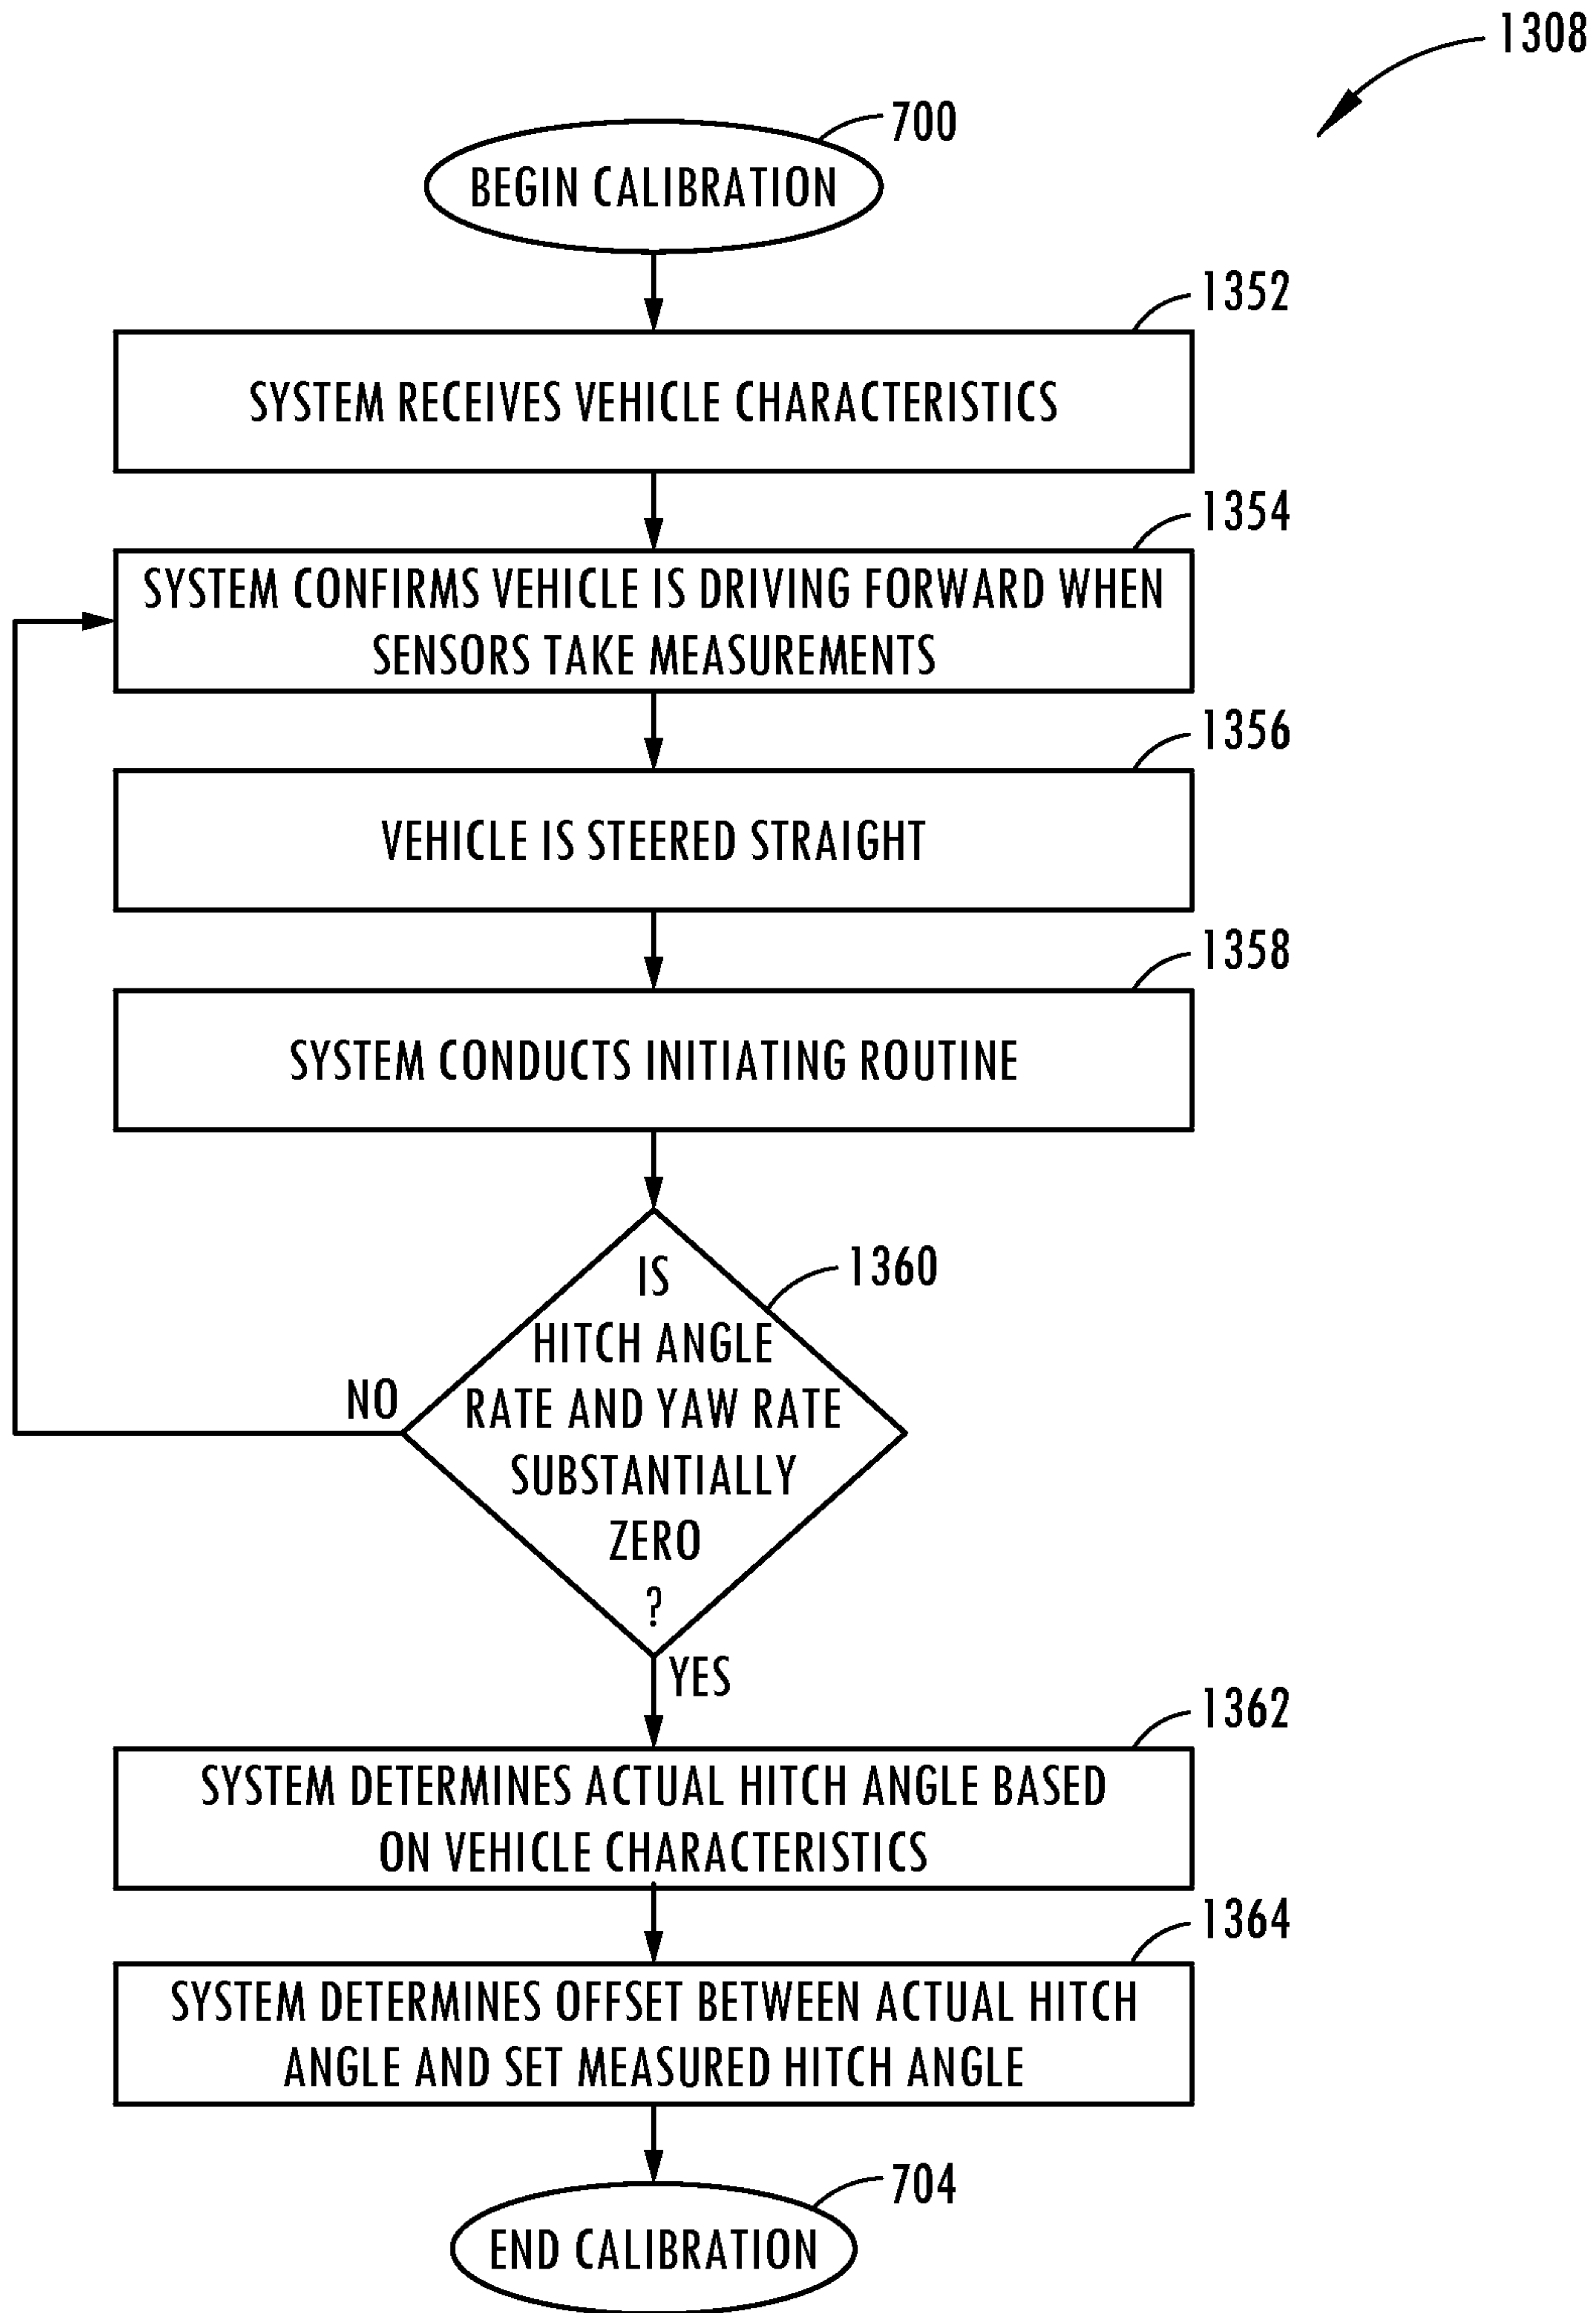 1308
700
BEGIN CALIBRATION
1352
SYSTEM RECEIVES VEHICLE CHARACTERISTICS
1354
SYSTEM CONFIRMS VEHICLE IS DRIVING FORWARD WHEN
SENSORS TAKE MEASUREMENTS
1356
VEHICLE IS STEERED STRAIGHT
1358
SYSTEM CONDUCTS INITIATING ROUTINE
1360
IS
HITCH ANGLE
RATE AND YAW RATE
SUBSTANTIALLY
ZERO
?
NO
YES
1362
SYSTEM DETERMINES ACTUAL HITCH ANGLE BASED
ON VEHICLE CHARACTERISTICS
1364
SYSTEM DETERMINES OFFSET BETWEEN ACTUAL HITCH
ANGLE AND SET MEASURED HITCH ANGLE
704
END CALIBRATION